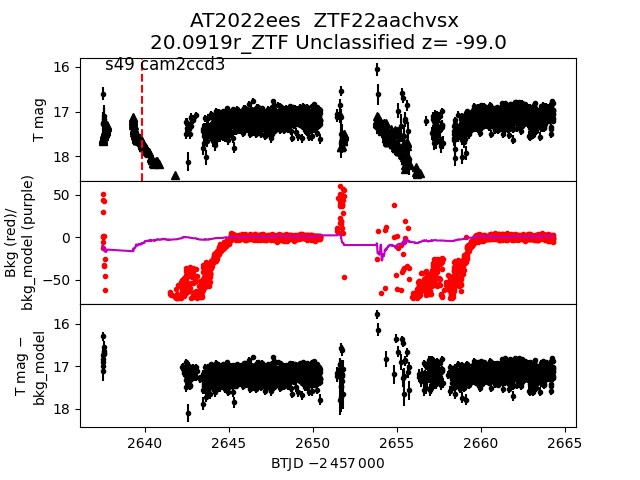 AT2022ees  ZTF22aachvsx
20.0919r_ZTF Unclassified z= -99.0
s49 cam2ccd3
16
17
18
T mag
50
0
−50
Bkg (red)/
bkg_model (purple)
16
17
18
T mag −
bkg_model
2640
2645
2650
2655
2660
2665
BTJD −2 457 000